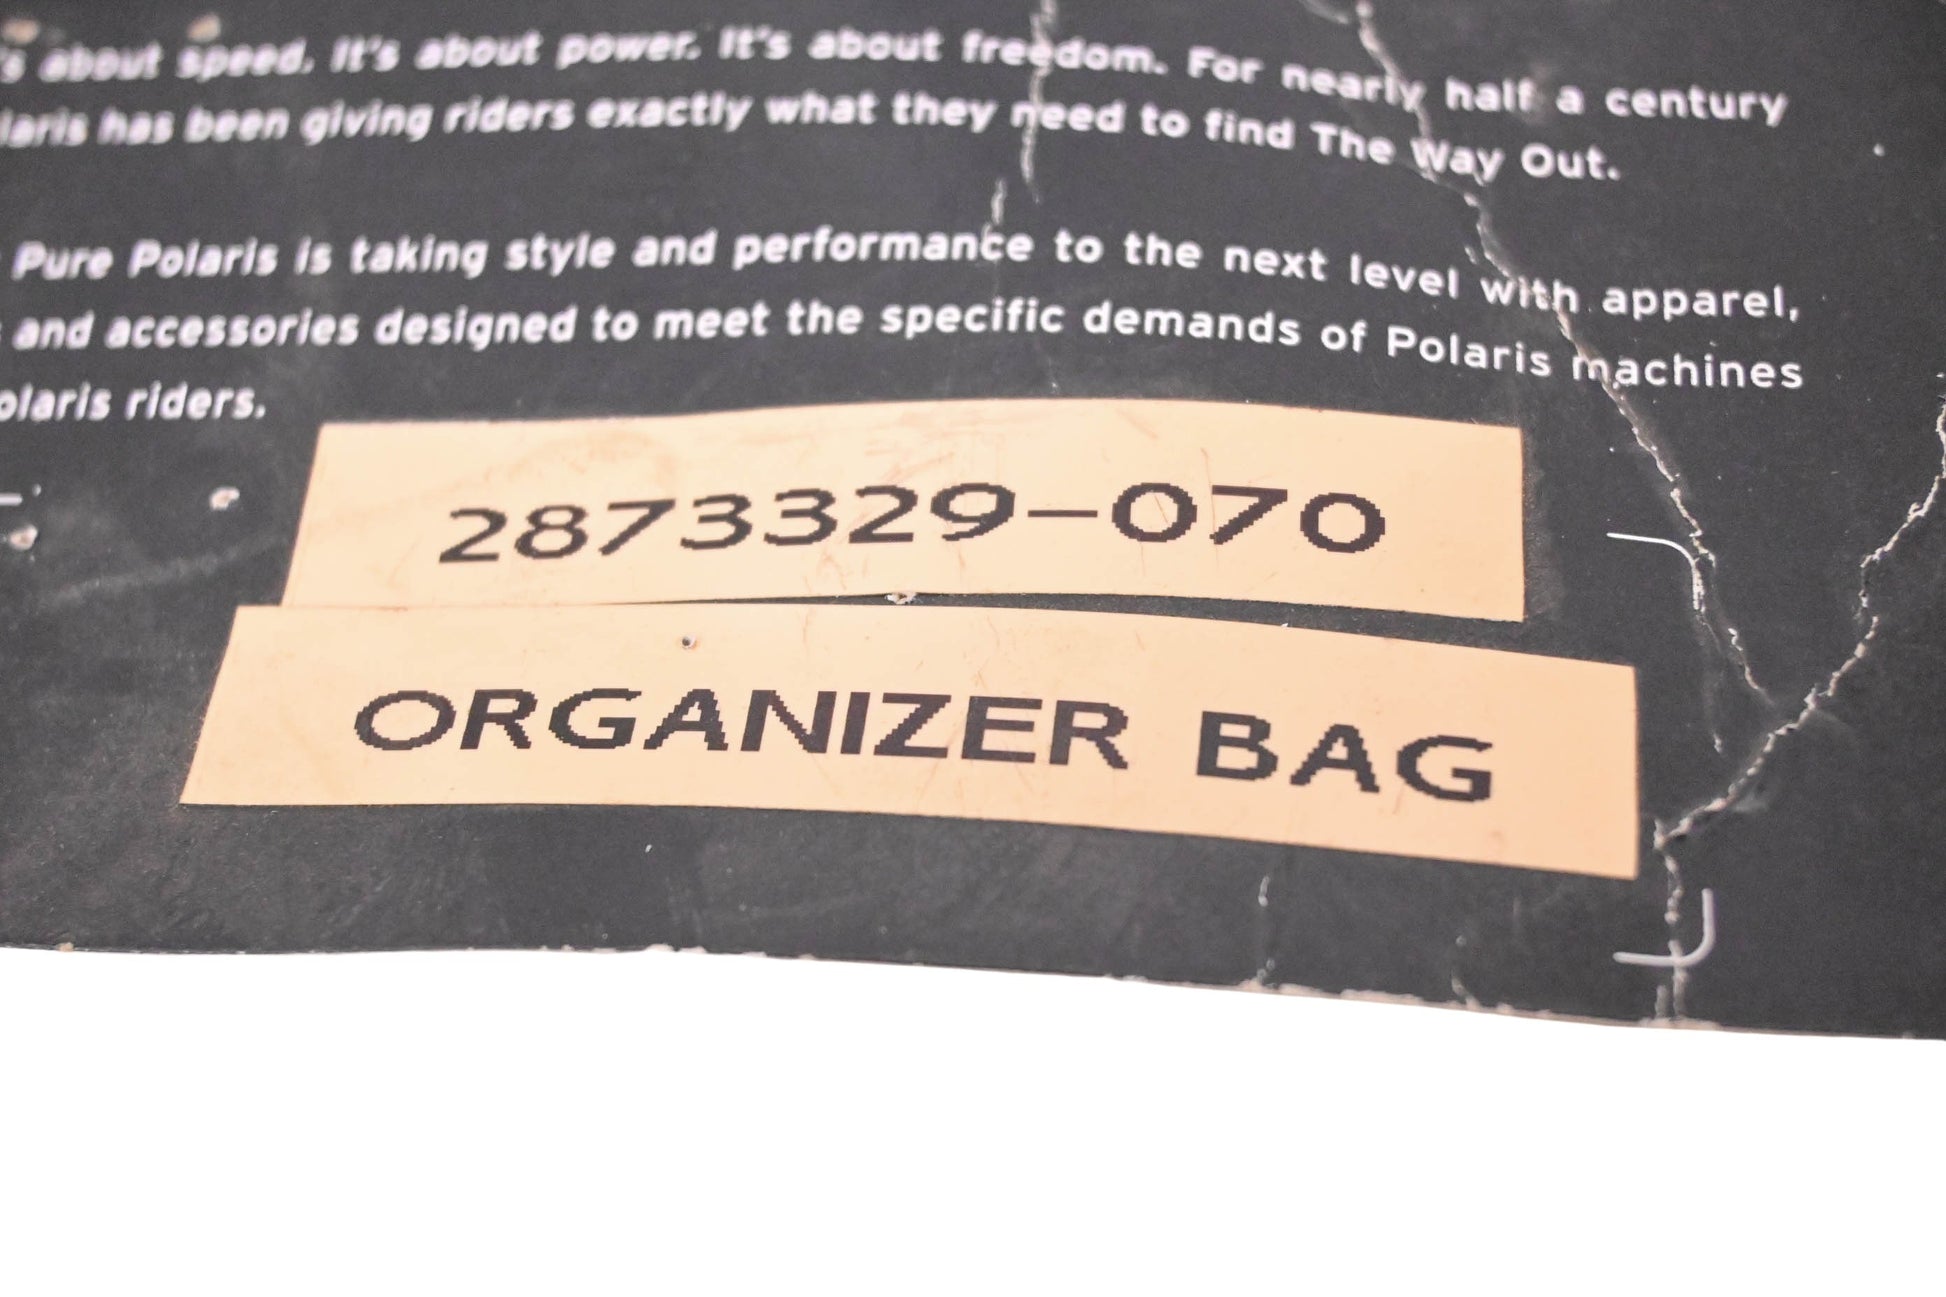 about speed. It's about power. It's about freedom. For nearly half a century
has been giving riders exactly what they need to find The Way Out.
Pure Polaris is taking style and performance to the next level with apparel,
and accessories designed to meet the specific demands of Polaris machines
riders.
2873329-070
ORGANIZER BAG